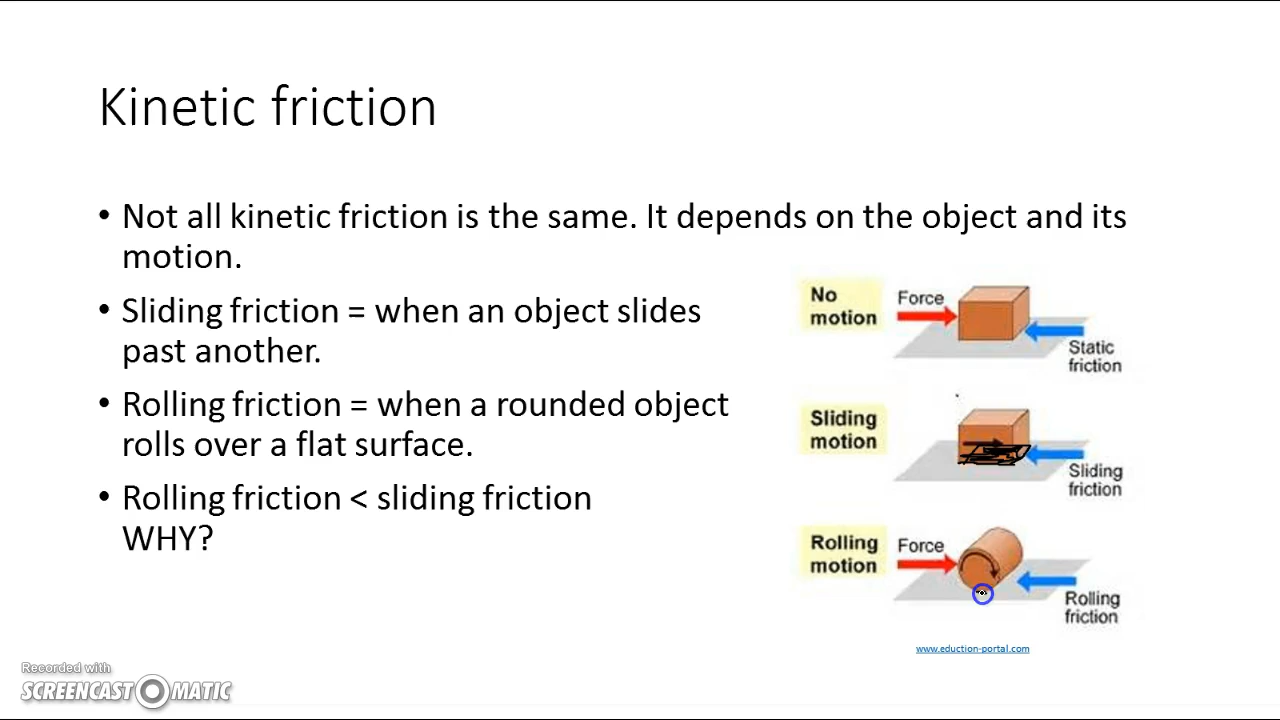 Kinetic friction
• Not all kinetic friction is the same. It depends on the object and its
motion.
• Sliding friction = when an object slides
past another.
• Rolling friction = when a rounded object
rolls over a flat surface.
• Rolling friction < sliding friction
WHY?
No
motion
Force
Static
friction
Sliding
motion
Sliding
friction
Rolling
motion
Force
Rolling
friction
www.eduction-portal.com
Recorded with
SCREENCAST MATIC